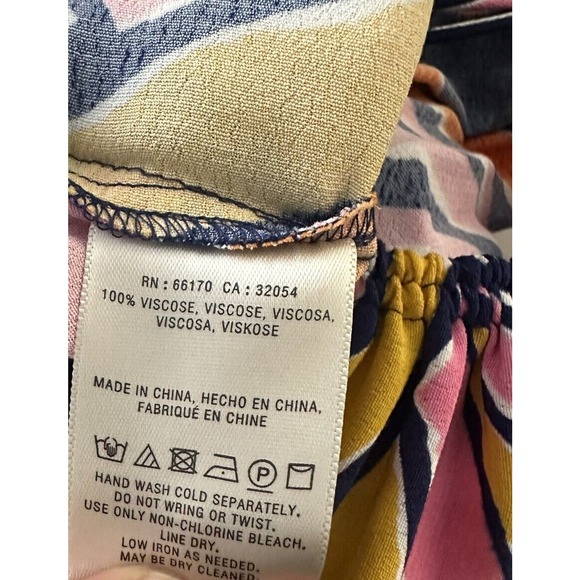 RN : 66170 CA : 32054
100% VISCOSE, VISCOSE, VISCOSA,
VISCOSA, VISKOSE
MADE IN CHINA, HECHO EN CHINA,
FABRIQUÉ EN CHINE
P
HAND WASH COLD SEPARATELY.
DO NOT WRING OR TWIST.
USE ONLY NON-CHLORINE BLEACH.
LINE DRY.
LOW IRON AS NEEDED.
MAY BE DRY CLEANED